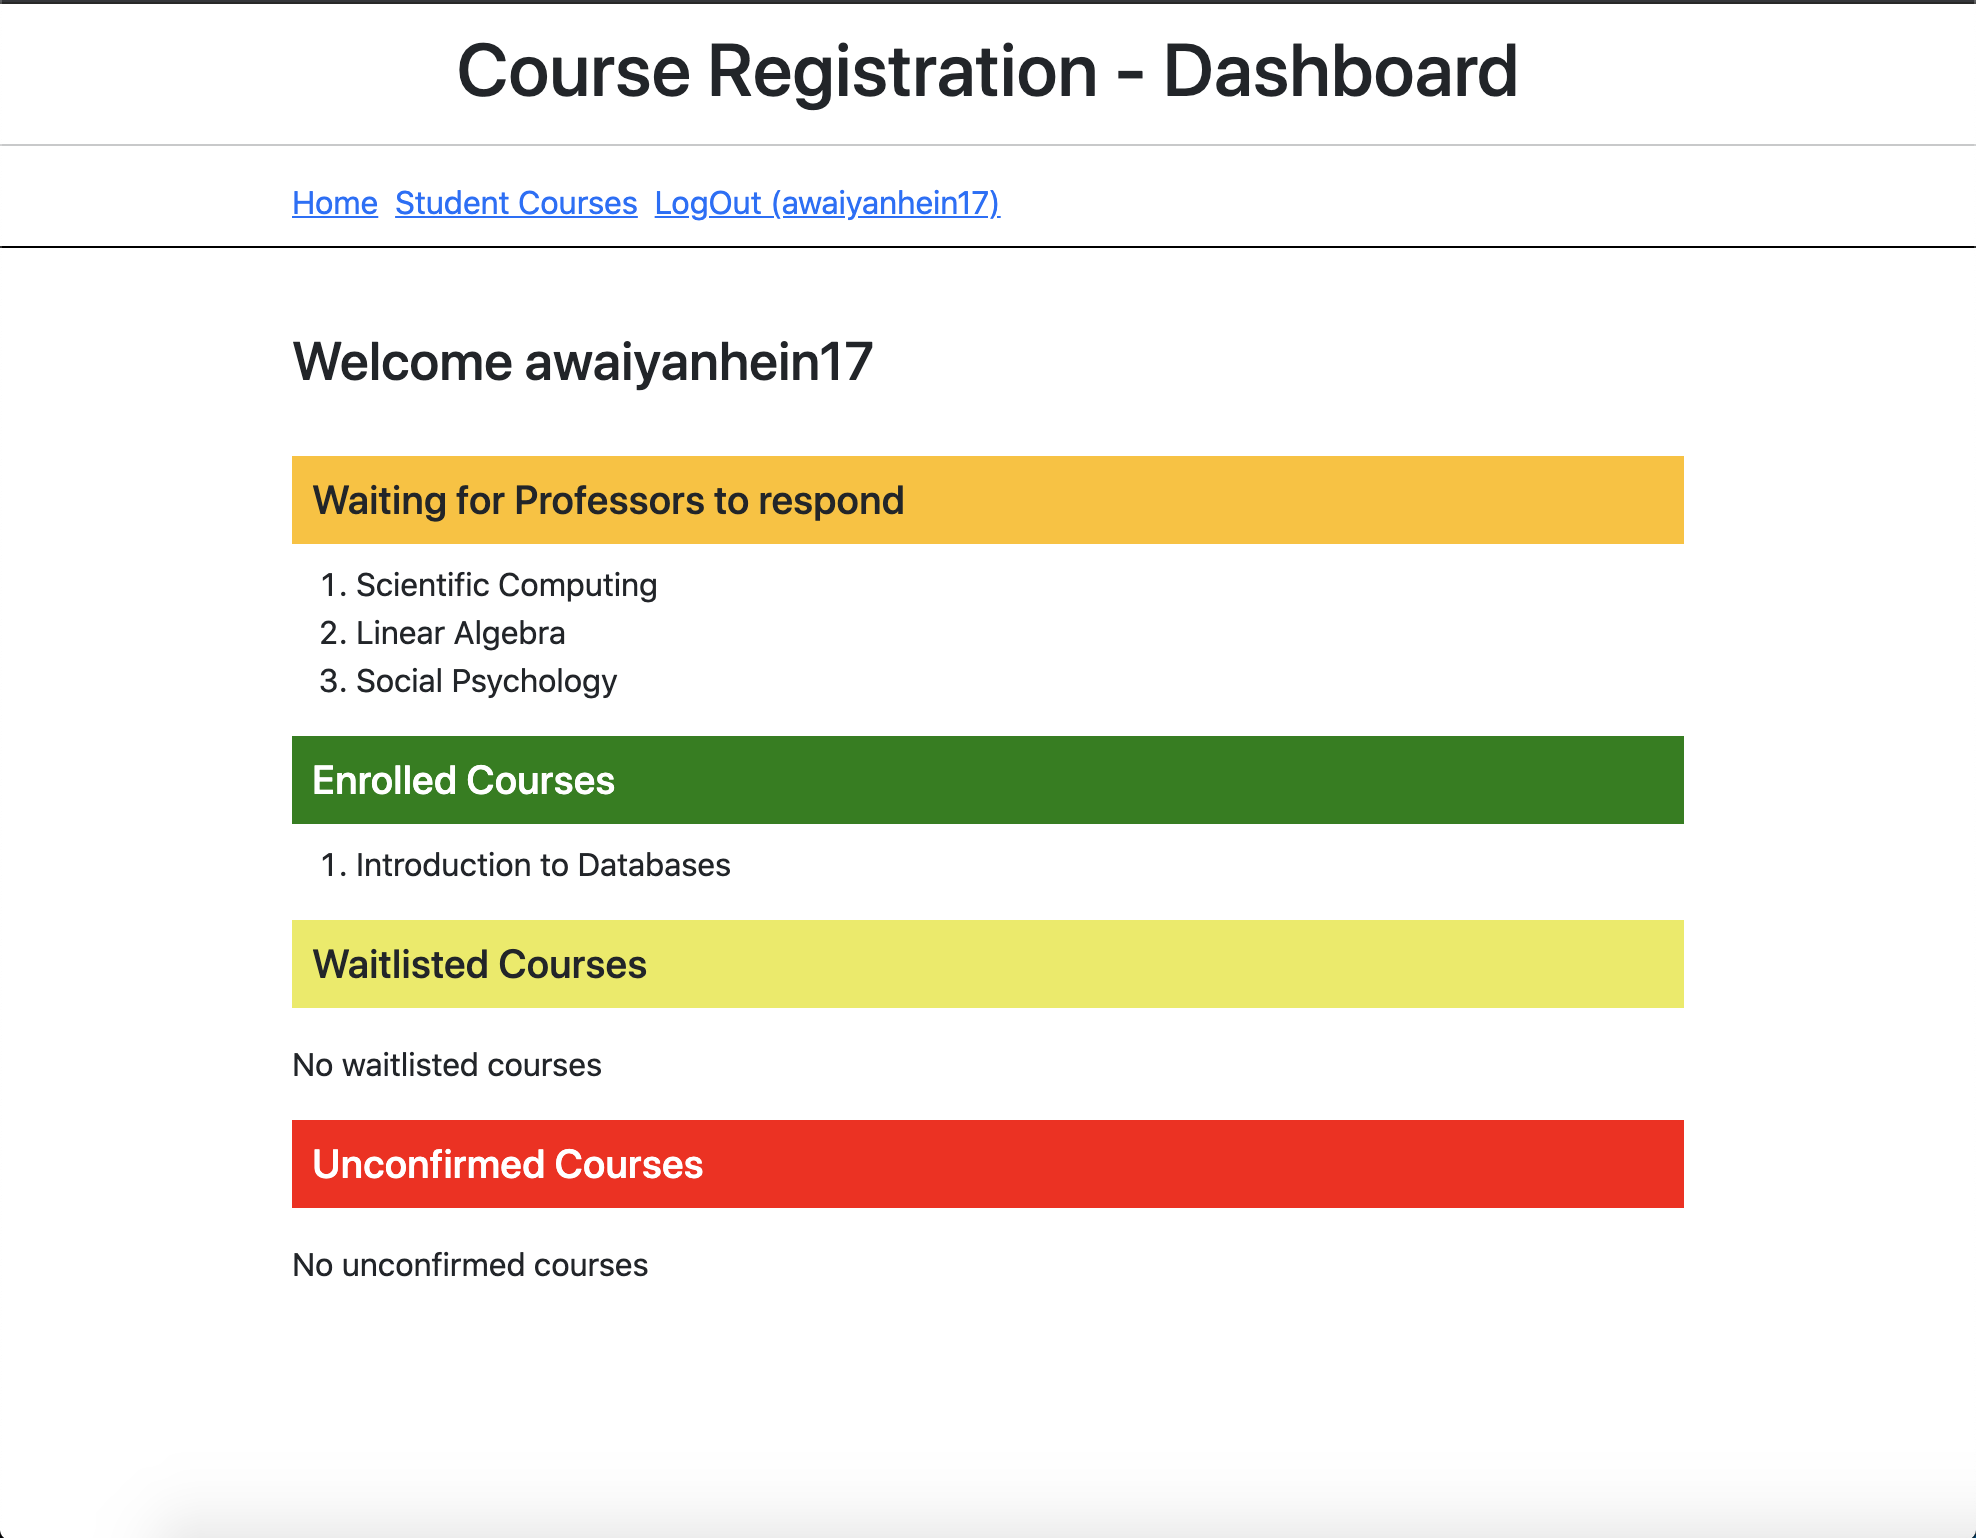 Course Registration - Dashboard
Home Student Courses LogOut (awaiyanhein17)
Welcome awaiyanhein17
Waiting for Professors to respond
1. Scientific Computing
2. Linear Algebra
3. Social Psychology
Enrolled Courses
1. Introduction to Databases
Waitlisted Courses
No waitlisted courses
Unconfirmed Courses
No unconfirmed courses